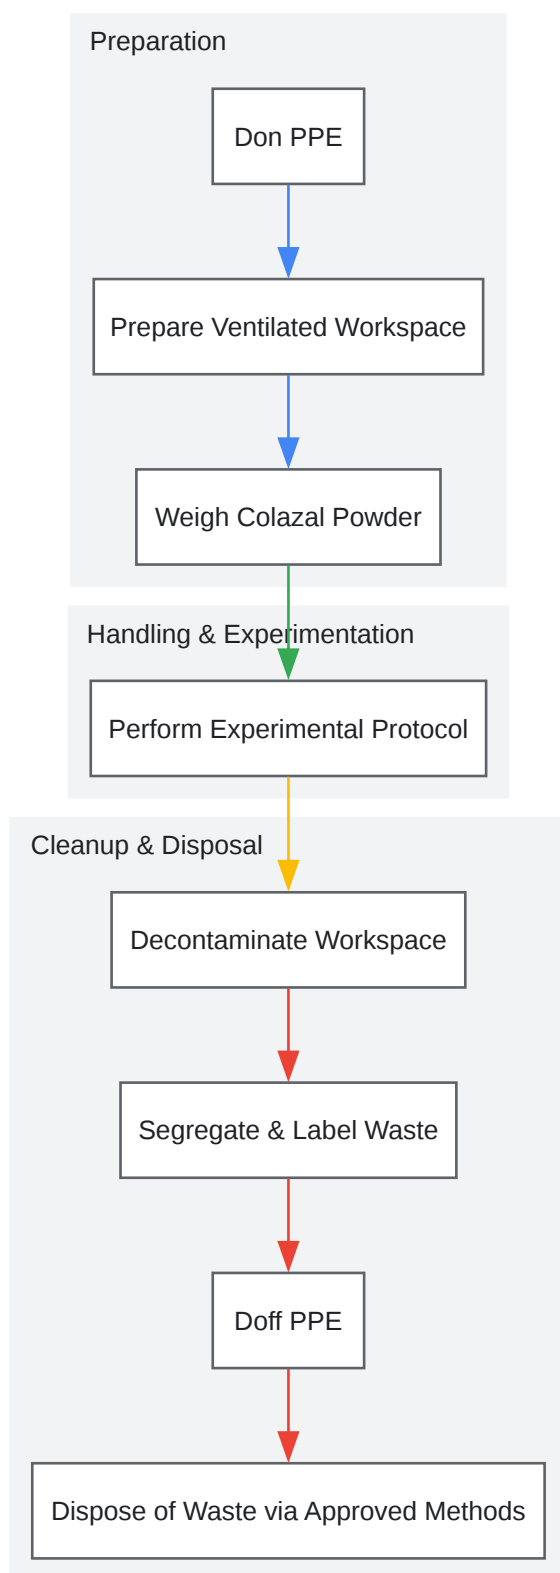 Preparation
Don PPE
Prepare Ventilated Workspace
Weigh Colazal Powder
Handling & Experimentation
Perform Experimental Protocol
Cleanup & Disposal
Decontaminate Workspace
Segregate & Label Waste
Doff PPE
Dispose of Waste via Approved Methods